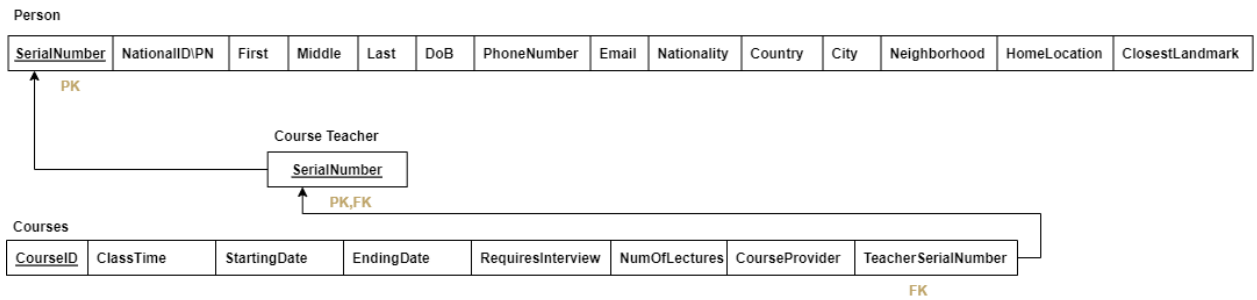 Person
SerialNumber NationalID\PN First Middle Last DoB PhoneNumber Email Nationality Country City Neighborhood HomeLocation ClosestLandmark
PK
Course Teacher
SerialNumber
PK,FK
Courses
CourseID ClassTime StartingDate EndingDate RequiresInterview NumOfLectures CourseProvider TeacherSerialNumber
FK